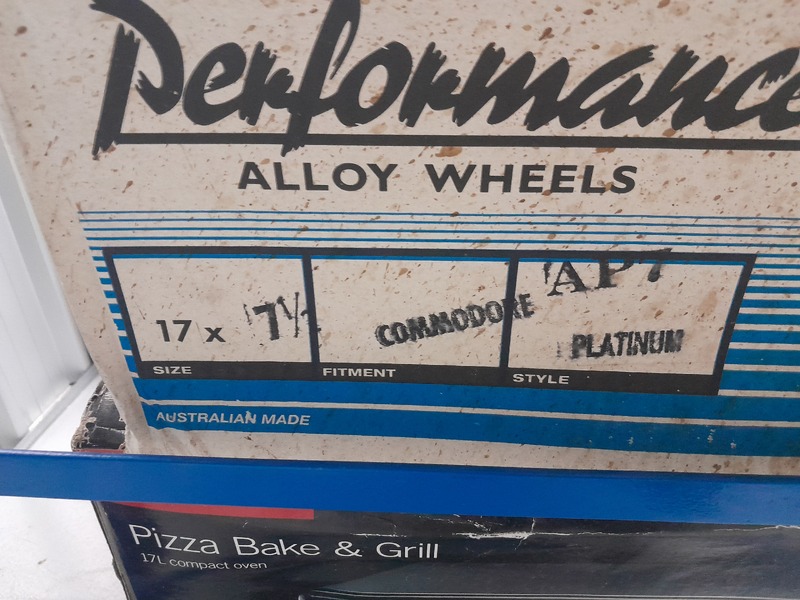 Performance
ALLOY WHEELS
17 x 7½
COMMODORE
AP7
PLATINUM
SIZE
FITMENT
STYLE
AUSTRALIAN MADE
Pizza Bake & Grill
17L compact oven